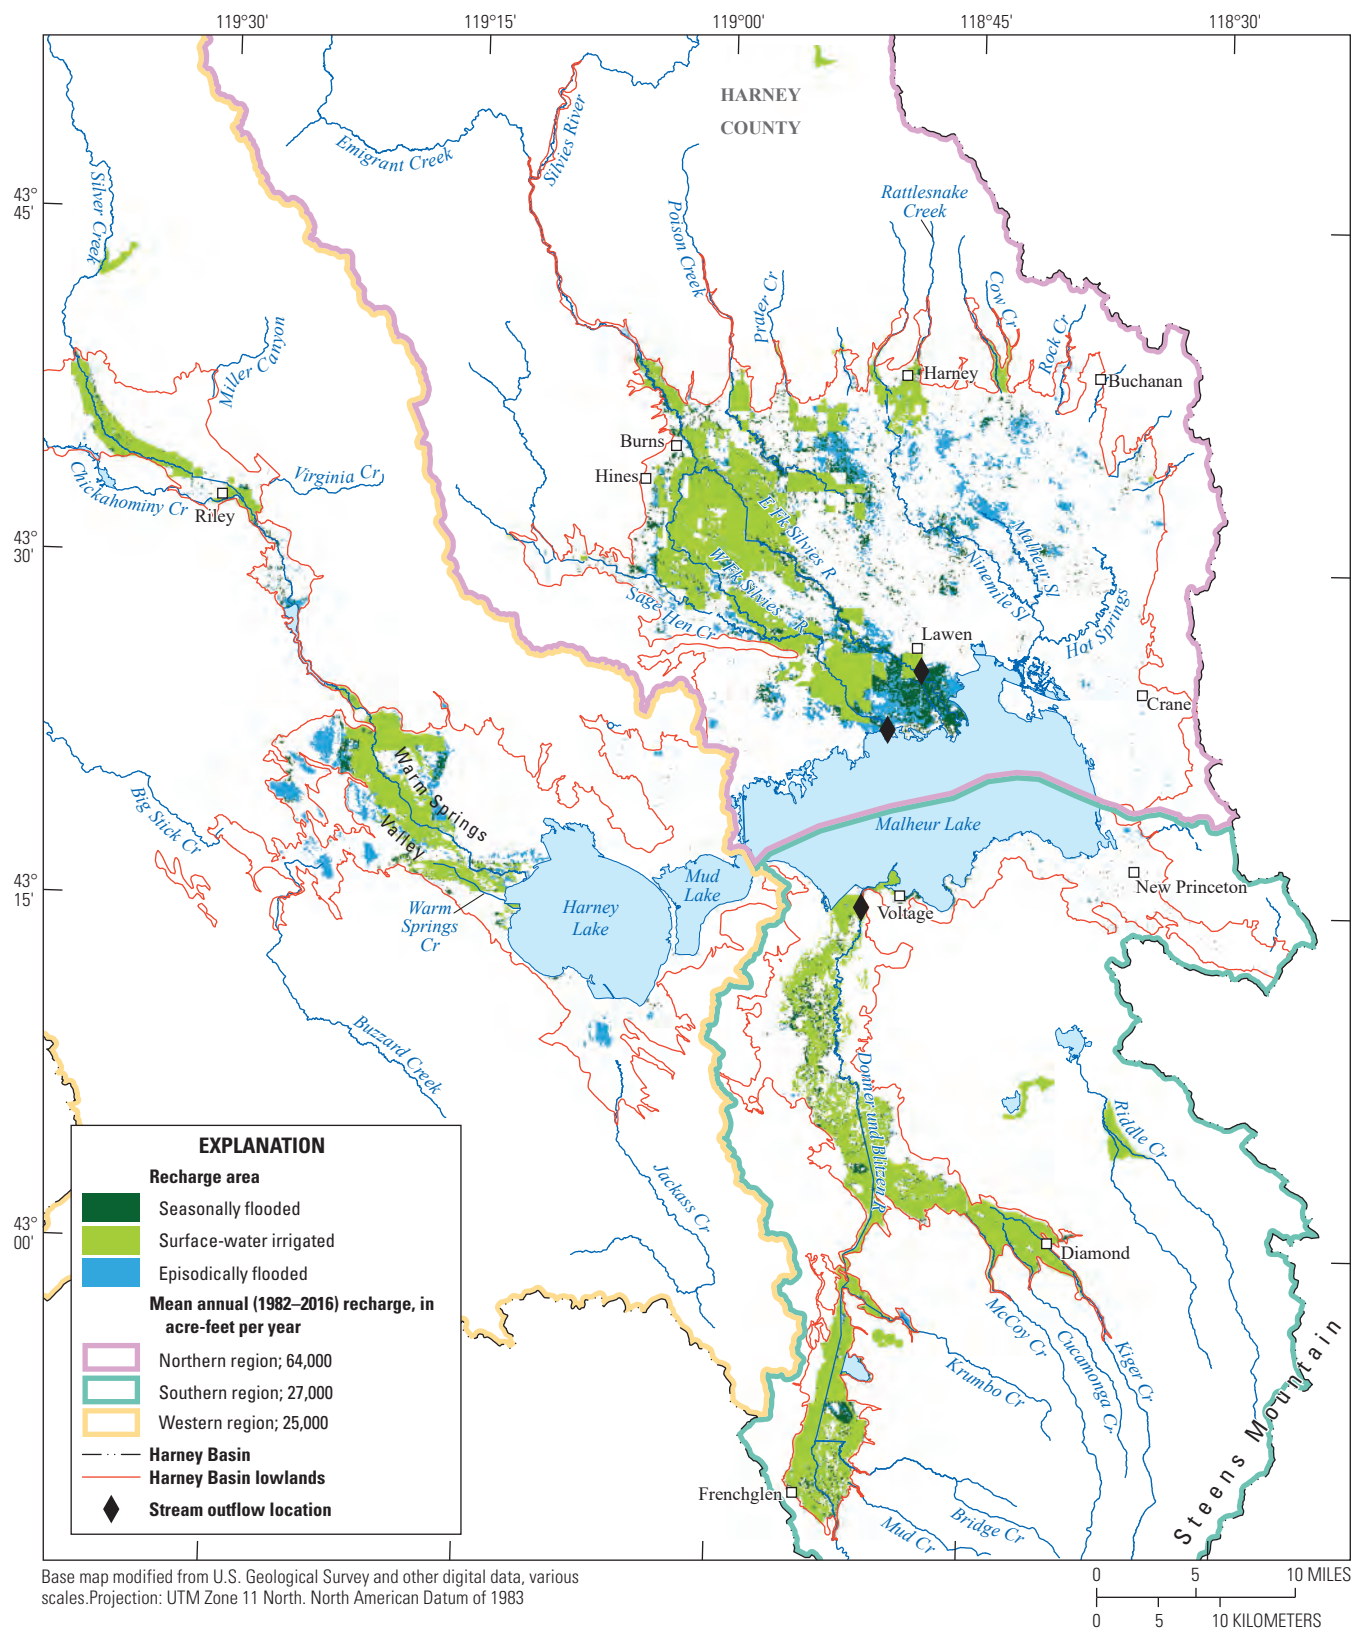 119°30'
119°15'
119°00'
118°45'
118°30'
43°
45'
43°
30'
43°
15'
43°
00'
HARNEY
COUNTY
Silver Creek
Emigrant Creek
Silvies River
Poison Creek
Prater Cr
Rattlesnake
Creek
Cow Cr
Rock Cr
Miller Canyon
Harney
Buchanan
Burns
Hines
Virginia Cr
Chickahominy Cr
Riley
E Fk Silvies R
W Fk Silvies R
Malheur Sl
Ninemile Sl
Hot Springs
Sage Hen Cr
Lawen
Crane
Warm Springs
Valley
Big Stick Cr
Malheur Lake
Mud
Lake
Harney
Lake
Warm
Springs
Cr
New Princeton
Voltage
Buzzard Creek
Donner und Blitzen R
Riddle Cr
Jackass Cr
Diamond
McCoy Cr
Cucamonga Cr
Kiger Cr
Krumbo Cr
Steens Mountain
Frenchglen
Mud Cr
Bridge Cr
EXPLANATION
Recharge area
Seasonally flooded
Surface-water irrigated
Episodically flooded
Mean annual (1982–2016) recharge, in
acre-feet per year
Northern region; 64,000
Southern region; 27,000
Western region; 25,000
Harney Basin
Harney Basin lowlands
Stream outflow location
Base map modified from U.S. Geological Survey and other digital data, various
scales.Projection: UTM Zone 11 North. North American Datum of 1983
0 5 10 MILES
0 5 10 KILOMETERS